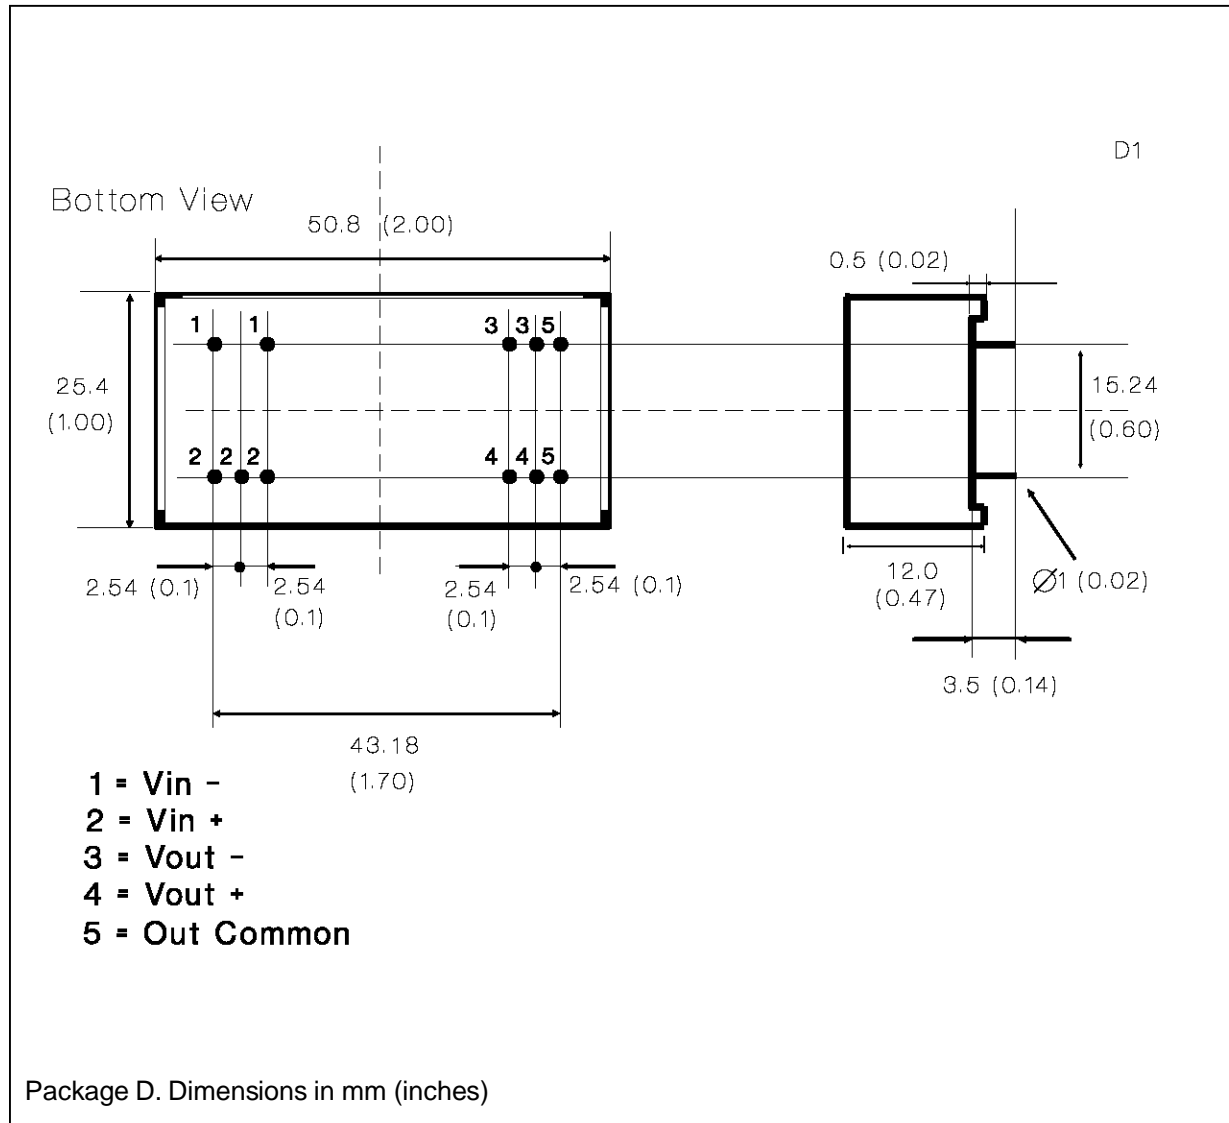 D1
Bottom View
50.8 (2.00)
0.5 (0.02)
1 1 3 3 5
25.4
(1.00)
15.24
(0.60)
2 2 2 4 4 5
2.54 (0.1)
2.54
(0.1)
2.54
(0.1)
2.54 (0.1)
12.0
(0.47)
Ø1 (0.02)
3.5 (0.14)
43.18
(1.70)
1 = Vin -
2 = Vin +
3 = Vout -
4 = Vout +
5 = Out Common
Package D. Dimensions in mm (inches)